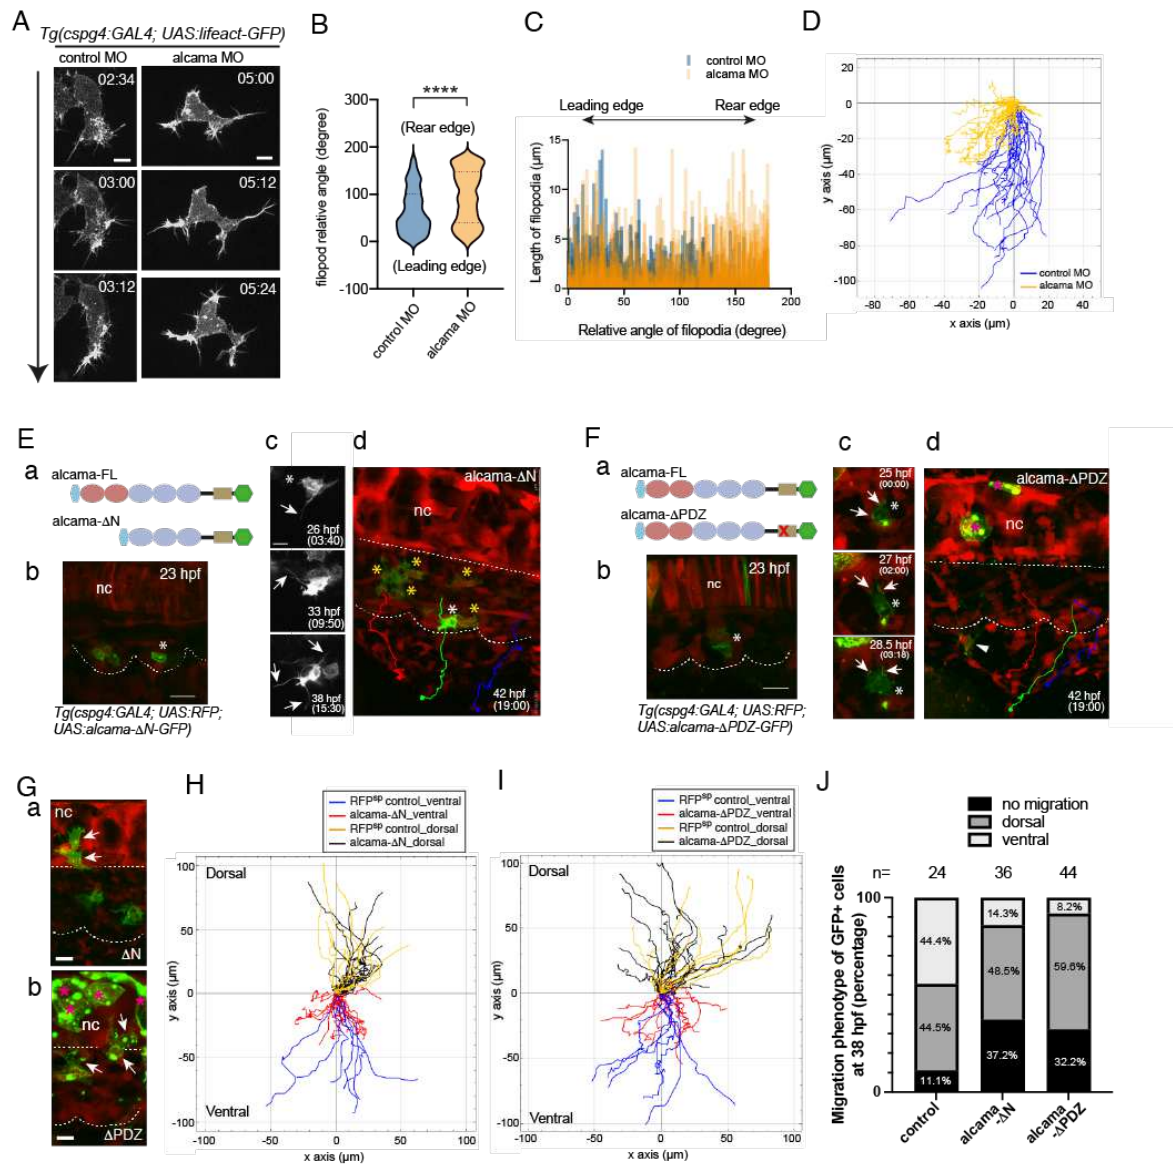 A
Tg(cspg4:GAL4; UAS:lifeact-GFP)
control MO
alcama MO
02:34
05:00
03:00
05:12
03:12
05:24
B
filopod relative angle (degree)
300
200
100
0
-100
****
(Rear edge)
(Leading edge)
control MO
alcama MO
C
control MO
alcama MO
Leading edge
Rear edge
Length of filopodia (µm)
15
10
5
0
0
50
100
150
200
Relative angle of filopodia (degree)
D
y axis (µm)
20
0
-20
-40
-60
-80
-100
control MO
alcama MO
-80
-60
-40
-20
0
20
40
x axis (µm)
E
a
alcama-FL
alcama-ΔN
b
23 hpf
nc
*
Tg(cspg4:GAL4; UAS:RFP;
UAS:alcama-ΔN-GFP)
c
*
26 hpf
(03:40)
33 hpf
(09:50)
38 hpf
(15:30)
d
alcama-ΔN
nc
42 hpf
(19:00)
F
a
alcama-FL
alcama-ΔPDZ
X
b
23 hpf
nc
*
Tg(cspg4:GAL4; UAS:RFP;
UAS:alcama-ΔPDZ-GFP)
c
25 hpf
(00:00)
*
27 hpf
(02:00)
*
28.5 hpf
(03:18)
*
d
alcama-ΔPDZ
nc
42 hpf
(19:00)
G
a
nc
ΔN
b
nc
ΔPDZ
H
RFPsp control_ventral
alcama-ΔN_ventral
RFPsp control_dorsal
alcama-ΔN_dorsal
Dorsal
Ventral
y axis (µm)
100
50
0
-50
-100
-100
-50
0
50
100
x axis (µm)
I
RFPsp control_ventral
alcama-ΔPDZ_ventral
RFPsp control_dorsal
alcama-ΔPDZ_dorsal
Dorsal
Ventral
y axis (µm)
100
50
0
-50
-100
-100
-50
0
50
100
x axis (µm)
J
no migration
dorsal
ventral
n= 24 36 44
Migration phenotype of GFP+ cells
at 38 hpf (percentage)
100
0
44.4%
44.5%
11.1%
14.3%
48.5%
37.2%
8.2%
59.6%
32.2%
control
alcama
-ΔN
alcama
-ΔPDZ